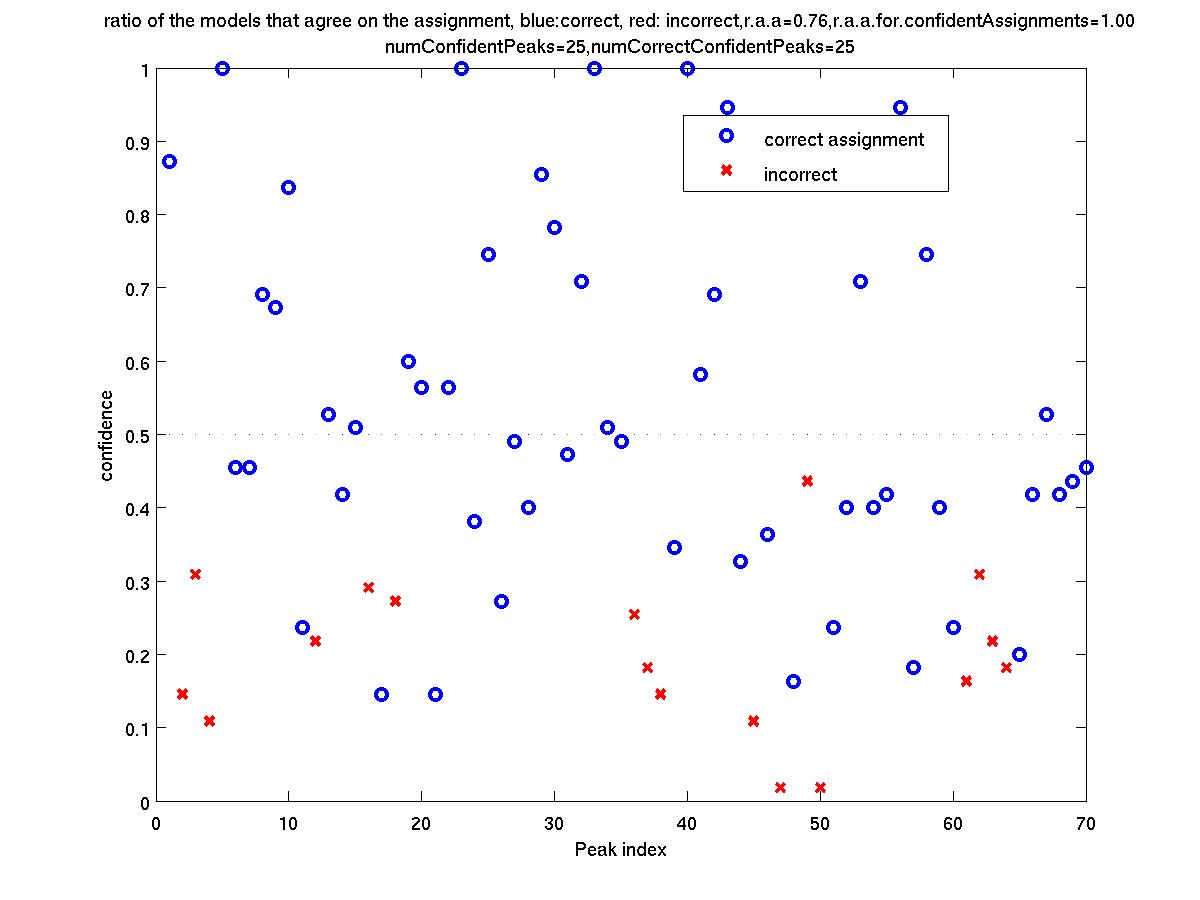 ratio of the models that agree on the assignment, blue:correct, red: incorrect,r.a.a=0.76,r.a.a.for.confidentAssignments=1.00
numConfidentPeaks=25,numCorrectConfidentPeaks=25
1
0.9
0.8
0.7
0.6
0.5
0.4
0.3
0.2
0.1
0
confidence
correct assignment
incorrect
0 10 20 30 40 50 60 70
Peak index